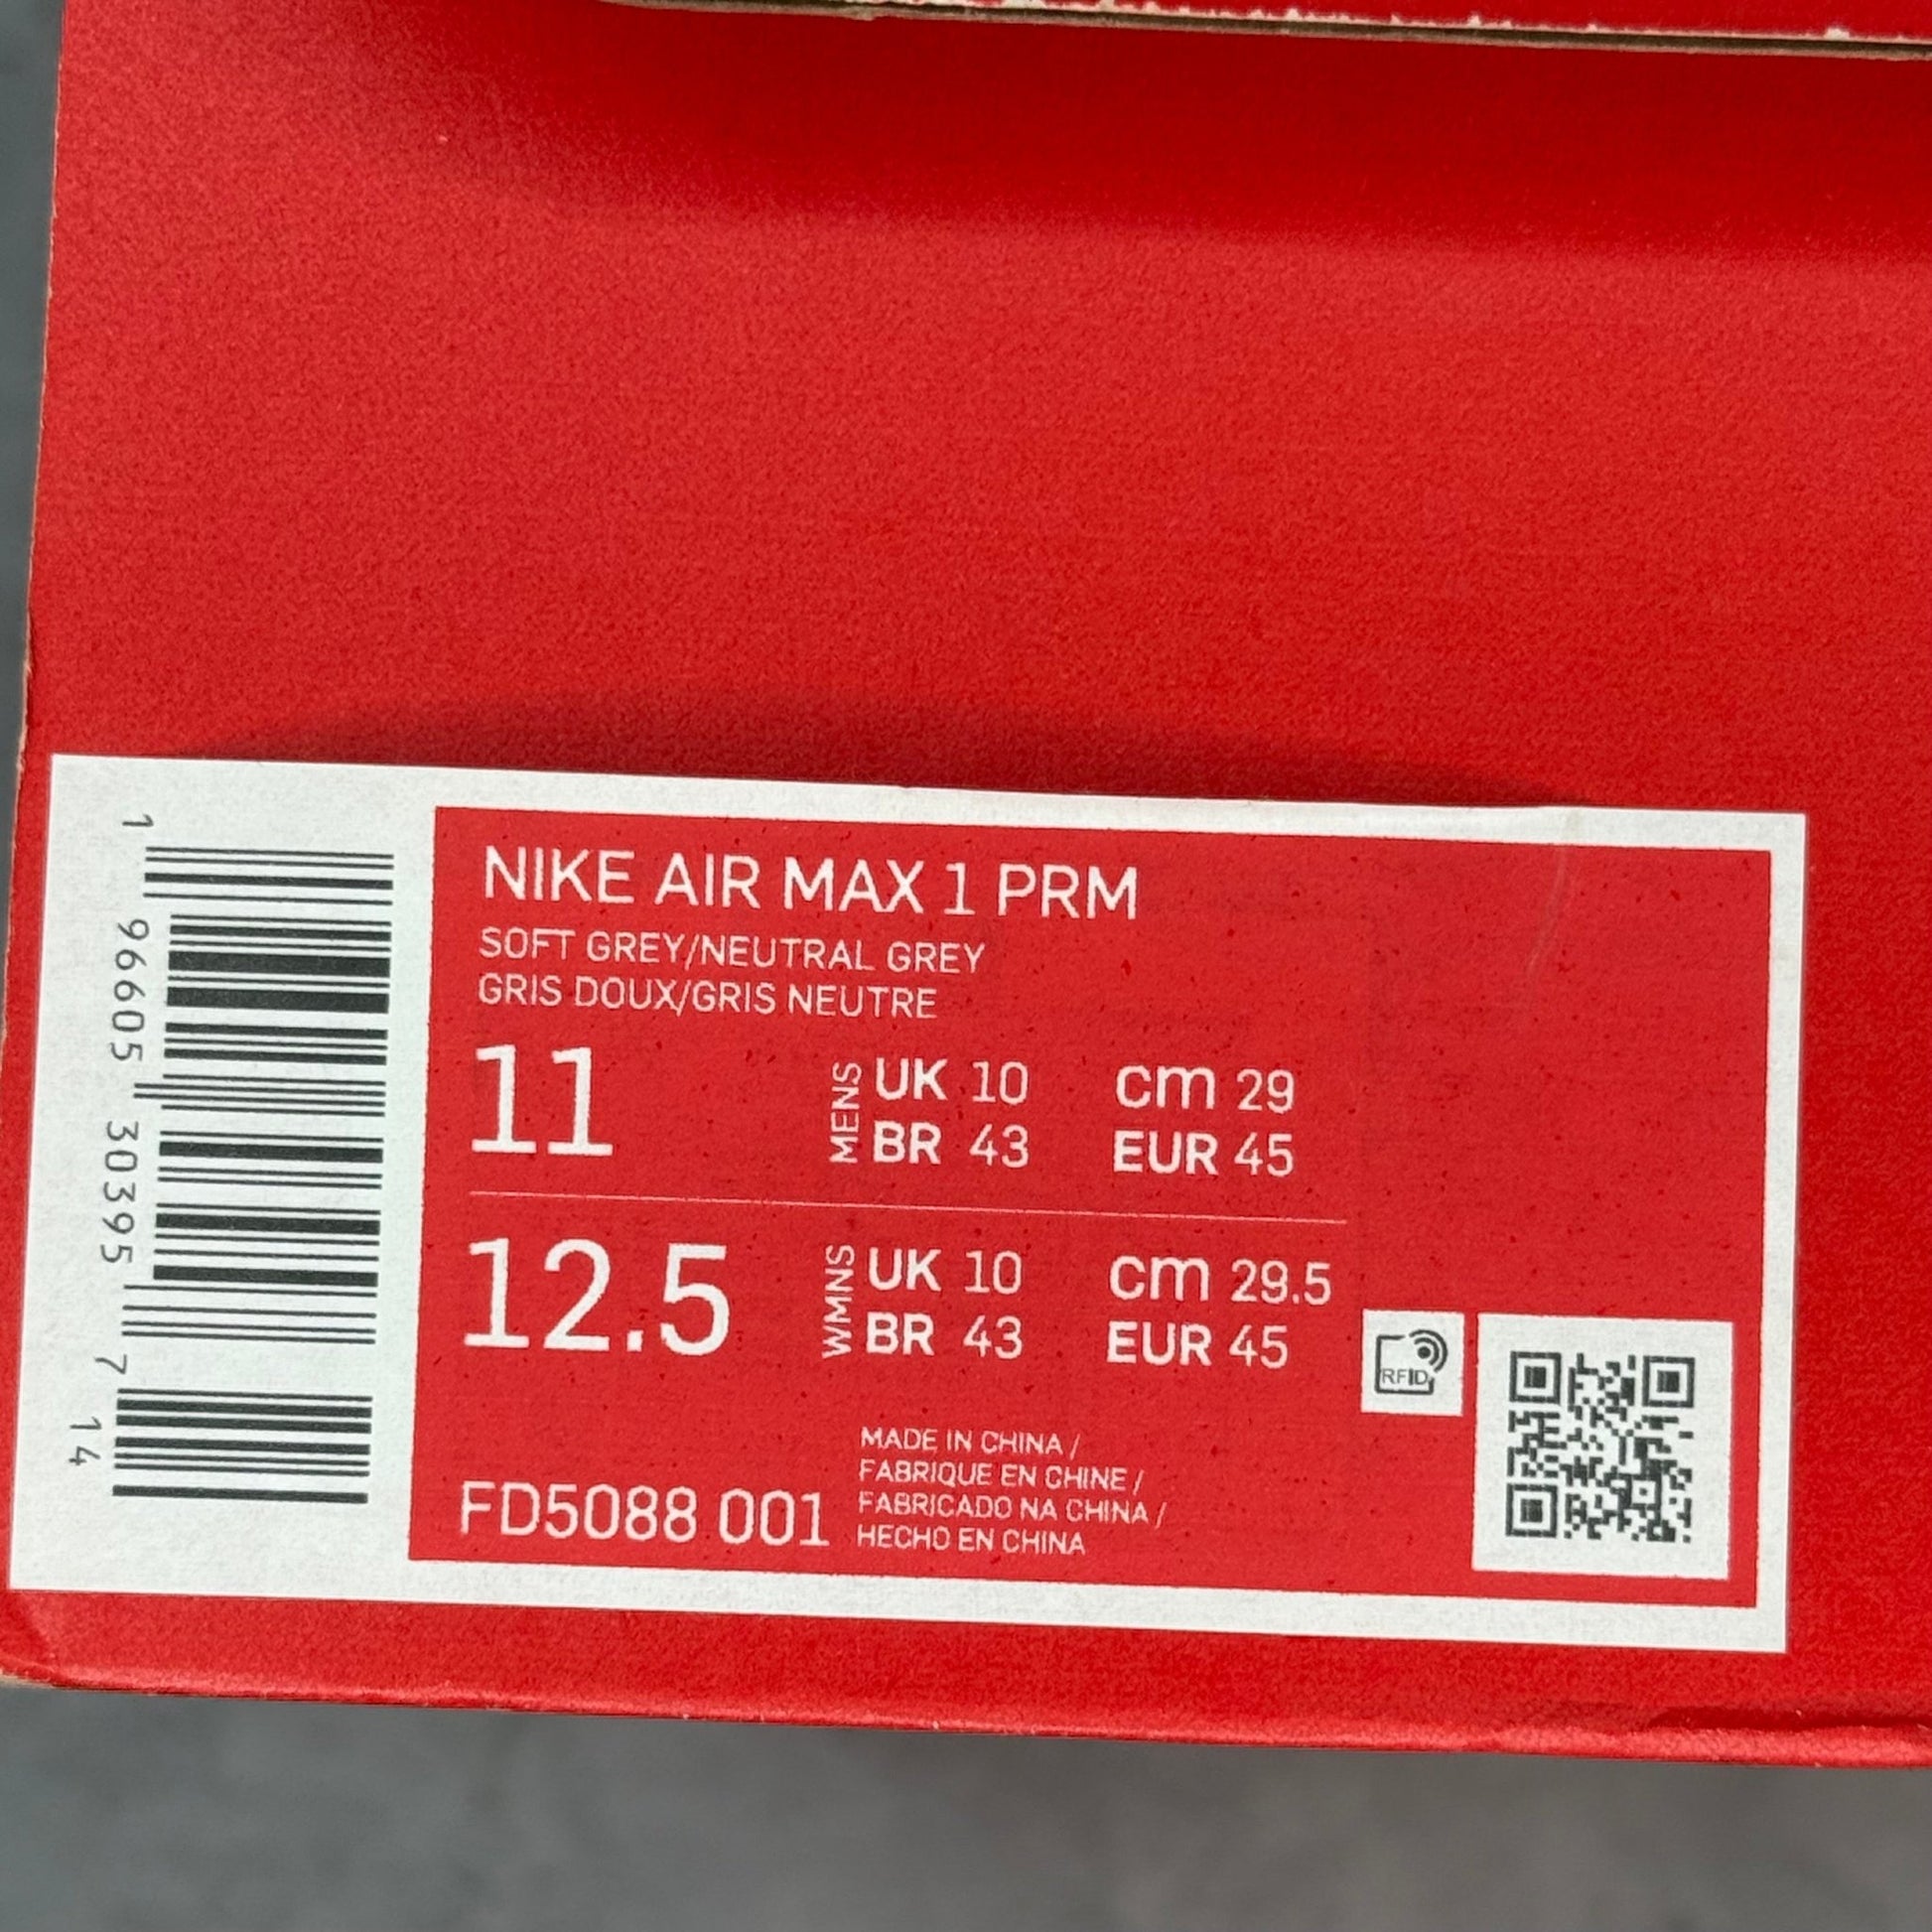 NIKE AIR MAX 1 PRM
SOFT GREY/NEUTRAL GREY
GRIS DOUX/GRIS NEUTRE
11 MENS UK 10 cm 29
BR 43 EUR 45
12.5 WMNS UK 10 cm 29.5
BR 43 EUR 45
RFID
MADE IN CHINA /
FABRIQUE EN CHINE /
FABRICADO NA CHINA /
HECHO EN CHINA
FD5088 001
1 96605 30395 7 14